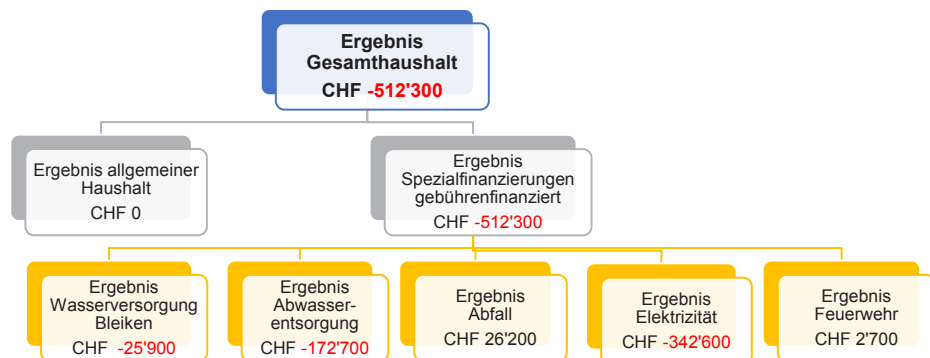 Ergebnis
Gesamthaushalt
CHF -512'300
Ergebnis allgemeiner
Haushalt
CHF 0
Ergebnis
Spezialfinanzierungen
gebührenfinanziert
CHF -512'300
Ergebnis
Wasserversorgung
Bleiken
CHF -25'900
Ergebnis
Abwasser-
entsorgung
CHF -172'700
Ergebnis
Abfall
CHF 26'200
Ergebnis
Elektrizität
CHF -342'600
Ergebnis
Feuerwehr
CHF 2'700